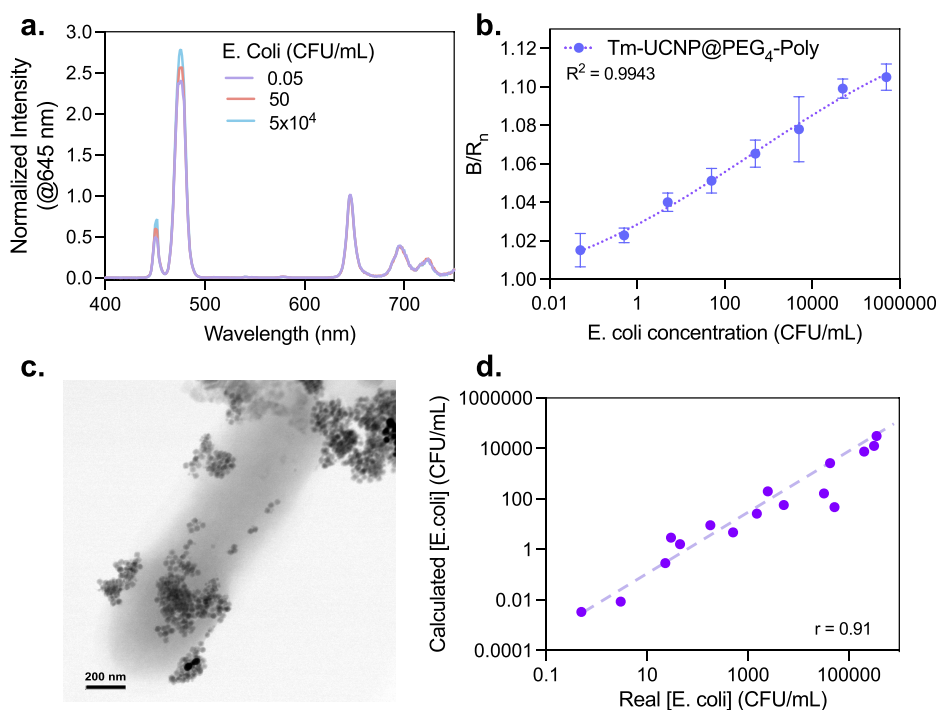 a.
Normalized Intensity
(@645 nm)
3.0
2.5
2.0
1.5
1.0
0.5
0.0
E. Coli (CFU/mL)
0.05
50
5x10⁴
400
500
600
700
Wavelength (nm)
b.
B/Rₙ
1.12
1.10
1.08
1.06
1.04
1.02
1.00
Tm-UCNP@PEG₄-Poly
R² = 0.9943
0.01
1
100
10000
1000000
E. coli concentration (CFU/mL)
c.
200 nm
d.
Calculated [E.coli] (CFU/mL)
1000000
10000
100
1
0.01
0.0001
r = 0.91
0.1
10
1000
100000
Real [E. coli] (CFU/mL)